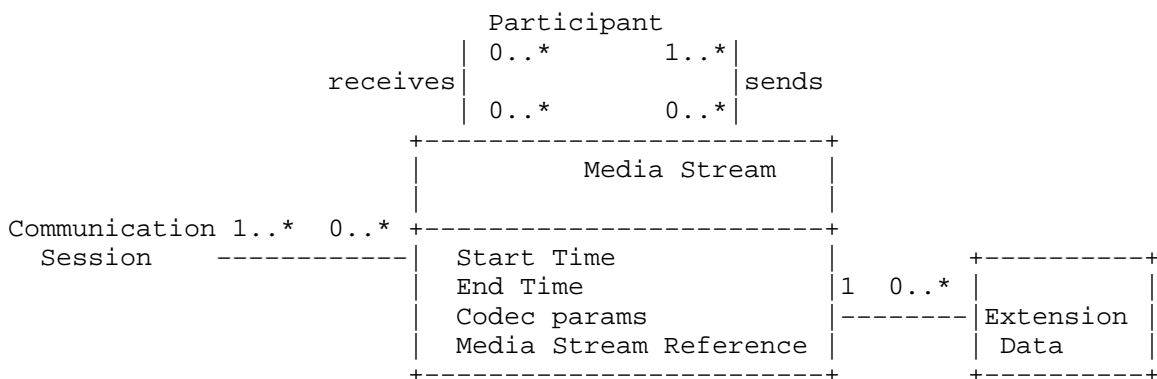 Participant
0..* 1..*
receives sends
0..* 0..*
Media Stream
Communication 1..* 0..*
Session Start Time
End Time 1 0..*
Codec params Extension
Media Stream Reference Data